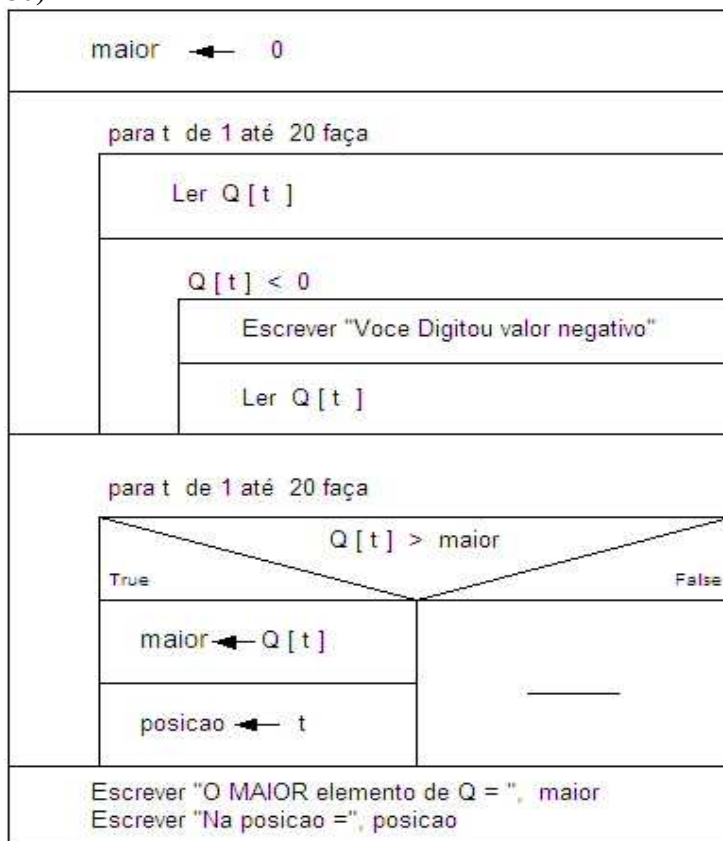 maior ← 0
para t de 1 até 20 faça
Ler Q [ t ]
Q [ t ] < 0
Escrever "Voce Digitou valor negativo"
Ler Q [ t ]
para t de 1 até 20 faça
Q [ t ] > maior
True
False
maior ← Q [ t ]
posicao ← t
Escrever "O MAIOR elemento de Q = ", maior
Escrever "Na posicao =", posicao